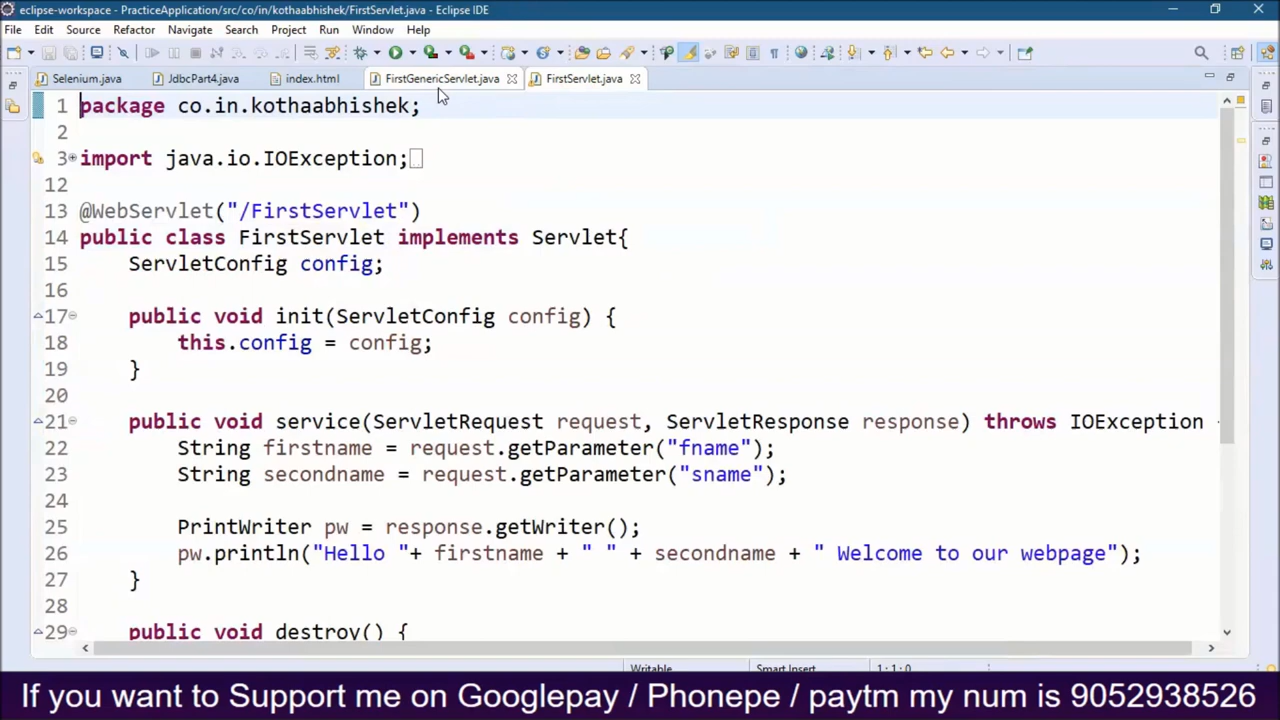 eclipse-workspace - PracticeApplication/src/co/in/kothaabhishek/FirstServlet.java - Eclipse IDE
File Edit Source Refactor Navigate Search Project Run Window Help
Selenium.java JdbcPart4.java index.html FirstGenericServlet.java FirstServlet.java
1 package co.in.kothaabhishek;
2
3 import java.io.IOException;
12
13 @WebServlet("/FirstServlet")
14 public class FirstServlet implements Servlet{
15 ServletConfig config;
16
17 public void init(ServletConfig config) {
18 this.config = config;
19 }
20
21 public void service(ServletRequest request, ServletResponse response) throws IOException
22 String firstname = request.getParameter("fname");
23 String secondname = request.getParameter("sname");
24
25 PrintWriter pw = response.getWriter();
26 pw.println("Hello "+ firstname + " " + secondname + " Welcome to our webpage");
27 }
28
29 public void destroy() {
Writable Smart Insert 1:1:0
If you want to Support me on Googlepay / Phonepe / paytm my num is 9052938526